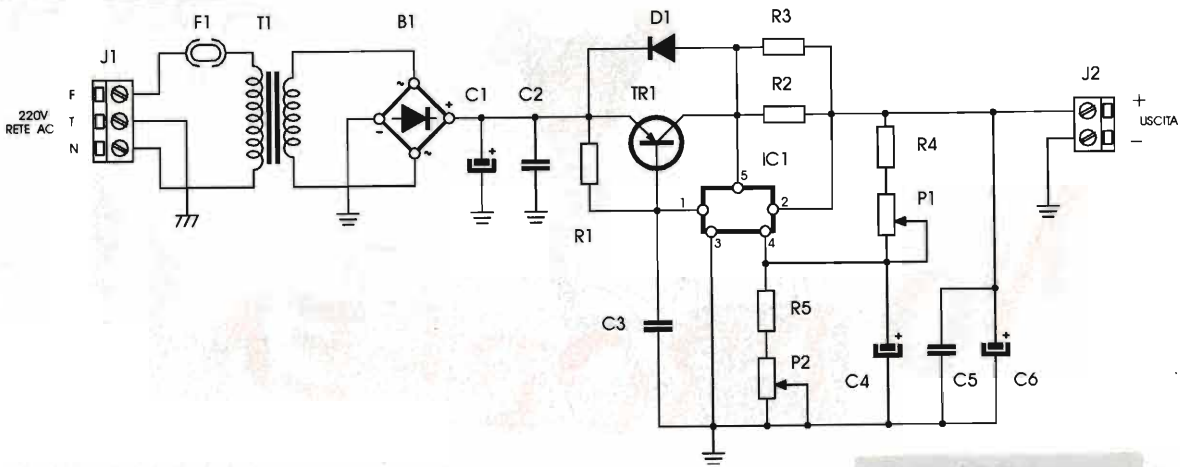 J1
F1
T1
B1
F
T
N
220V
RETE AC
~
+
-
~
C1
+
C2
D1
R3
R2
TR1
IC1
R1
1
5
2
3
4
C3
R4
P1
R5
P2
+
C4
C5
+
C6
J2
+
USCITA
-